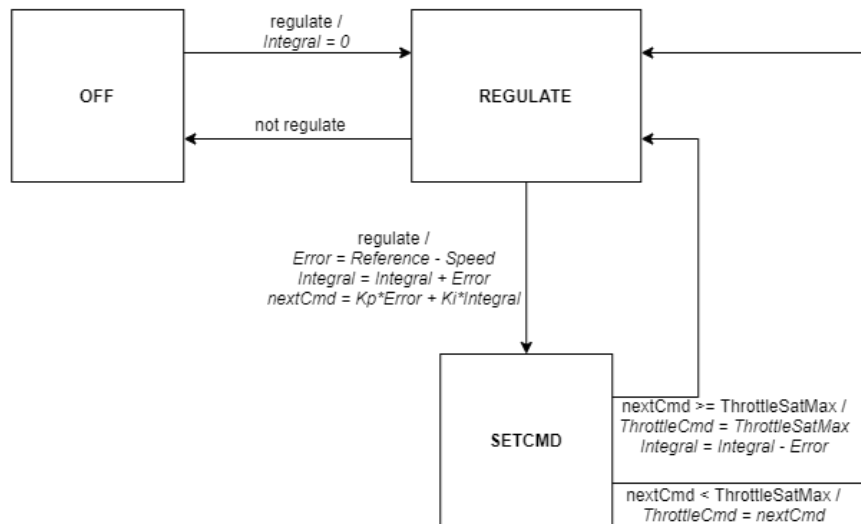 regulate /
Integral = 0
OFF
REGULATE
not regulate
regulate /
Error = Reference - Speed
Integral = Integral + Error
nextCmd = Kp*Error + Ki*Integral
SETCMD
nextCmd >= ThrottleSatMax /
ThrottleCmd = ThrottleSatMax
Integral = Integral - Error
nextCmd < ThrottleSatMax /
ThrottleCmd = nextCmd